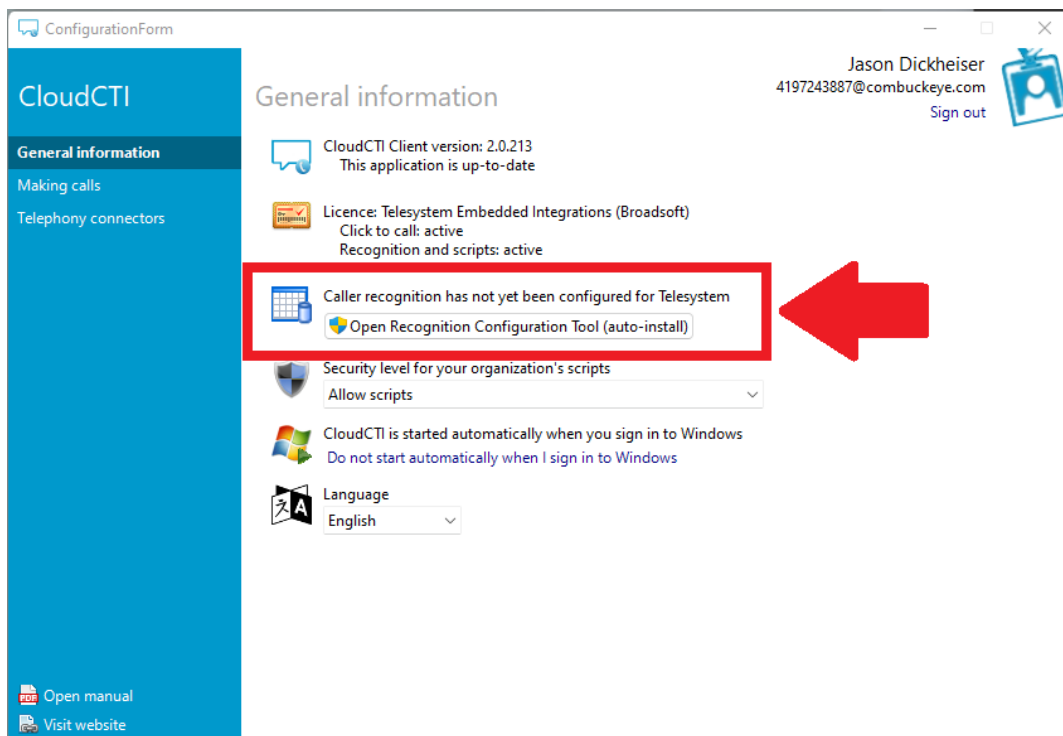 ConfigurationForm
CloudCTI
General information
Making calls
Telephony connectors
Open manual
Visit website
General information
Jason Dickheiser
4197243887@combuckeye.com
Sign out
CloudCTI Client version: 2.0.213
This application is up-to-date
Licence: Telesystem Embedded Integrations (Broadsoft)
Click to call: active
Recognition and scripts: active
Caller recognition has not yet been configured for Telesystem
Open Recognition Configuration Tool (auto-install)
Security level for your organization's scripts
Allow scripts
CloudCTI is started automatically when you sign in to Windows
Do not start automatically when I sign in to Windows
Language
English